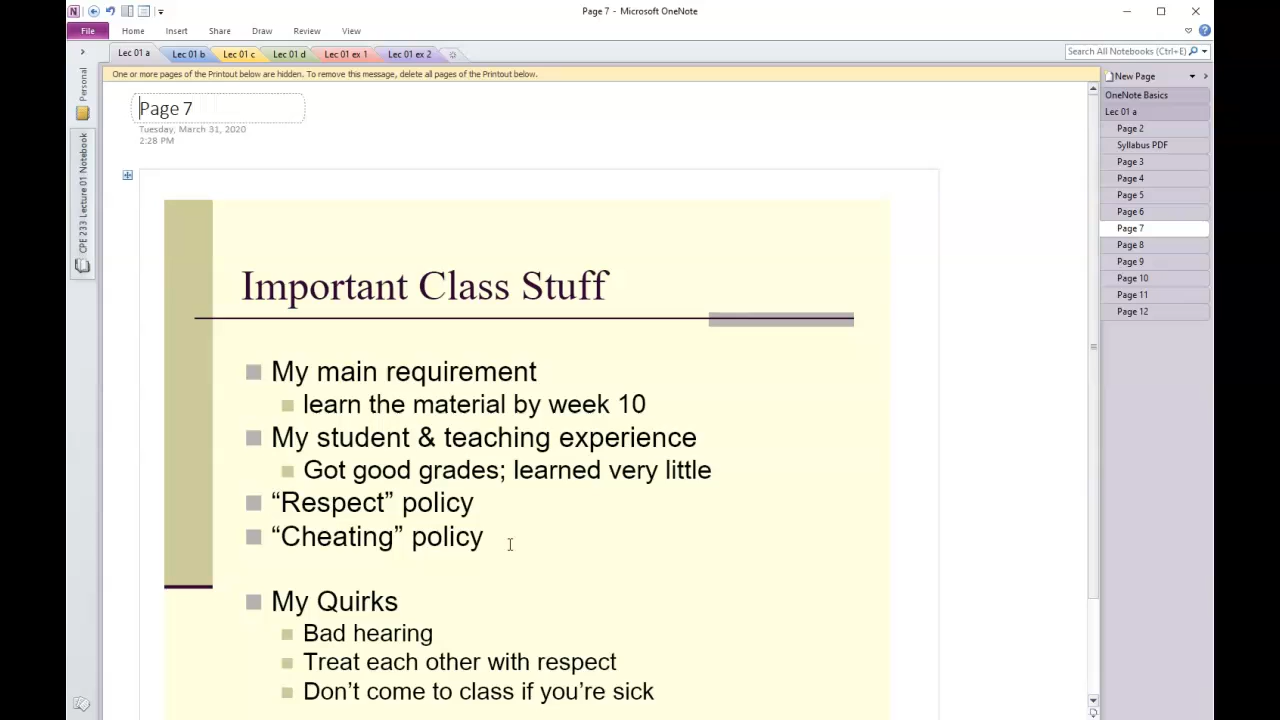 Page 7 - Microsoft OneNote
File Home Insert Share Draw Review View
Lec 01 a Lec 01 b Lec 01 c Lec 01 d Lec 01 ex 1 Lec 01 ex 2
Search All Notebooks (Ctrl+E)
One or more pages of the Printout below are hidden. To remove this message, delete all pages of the Printout below.
Personal
CPE 233 Lecture 01 Notebook
Page 7
Tuesday, March 31, 2020
2:28 PM
Important Class Stuff
My main requirement
learn the material by week 10
My student & teaching experience
Got good grades; learned very little
“Respect” policy
“Cheating” policy
My Quirks
Bad hearing
Treat each other with respect
Don’t come to class if you’re sick
New Page
OneNote Basics
Lec 01 a
Page 2
Syllabus PDF
Page 3
Page 4
Page 5
Page 6
Page 7
Page 8
Page 9
Page 10
Page 11
Page 12